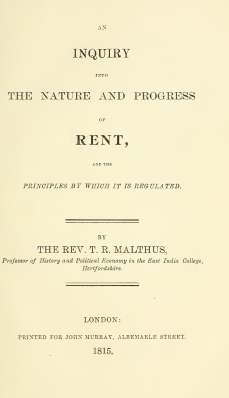 AN
INQUIRY
INTO
THE NATURE AND PROGRESS
OF
RENT,
AND THE
PRINCIPLES BY WHICH IT IS REGULATED.
BY
THE REV. T. R. MALTHUS,
Professor of History and Political Economy in the East India College,
Hertfordshire.
LONDON:
PRINTED FOR JOHN MURRAY, ALBEMARLE STREET.
1815.